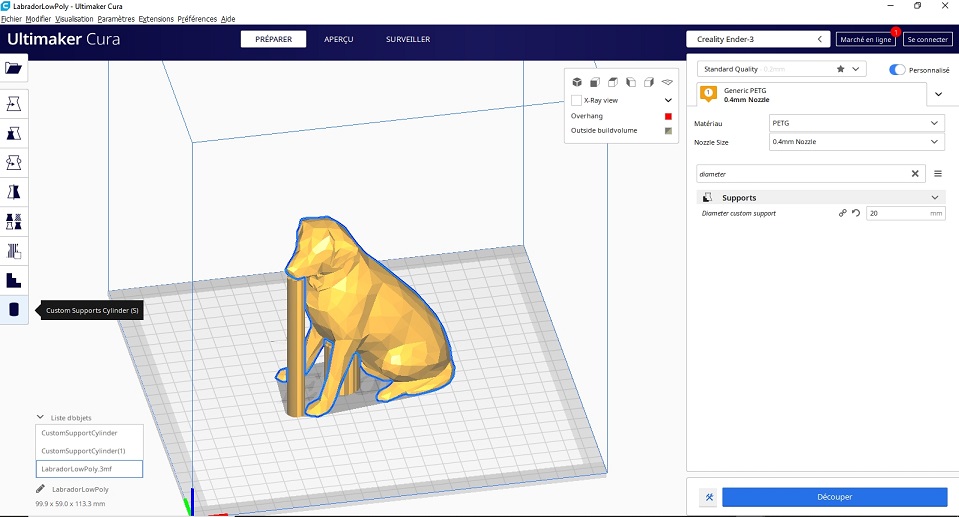 LabradorLowPoly - Ultimaker Cura
Fichier Modifier Visualisation Paramètres Extensions Préférences Aide
Ultimaker Cura
PRÉPARER
APERÇU
SURVEILLER
Creality Ender-3
Marché en ligne
1
Se connecter
X-Ray view
Overhang
Outside buildvolume
Standard Quality - 0.2mm
Personnalisé
Generic PETG
0.4mm Nozzle
1
Matériau
PETG
Nozzle Size
0.4mm Nozzle
diameter
Supports
Diameter custom support
20
mm
Custom Supports Cylinder (S)
Liste d'objets
CustomSupportCylinder
CustomSupportCylinder(1)
LabradorLowPoly.3mf
LabradorLowPoly
99.9 x 59.0 x 113.3 mm
Découper